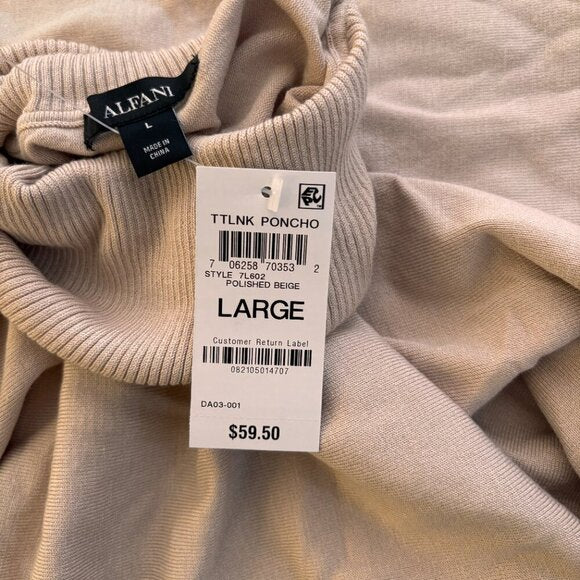 ALFANI
L
MADE IN
CHINA
TTLNK PONCHO
7 06258 70353 2
STYLE 7L602
POLISHED BEIGE
LARGE
Customer Return Label
082105014707
DA03-001
$59.50